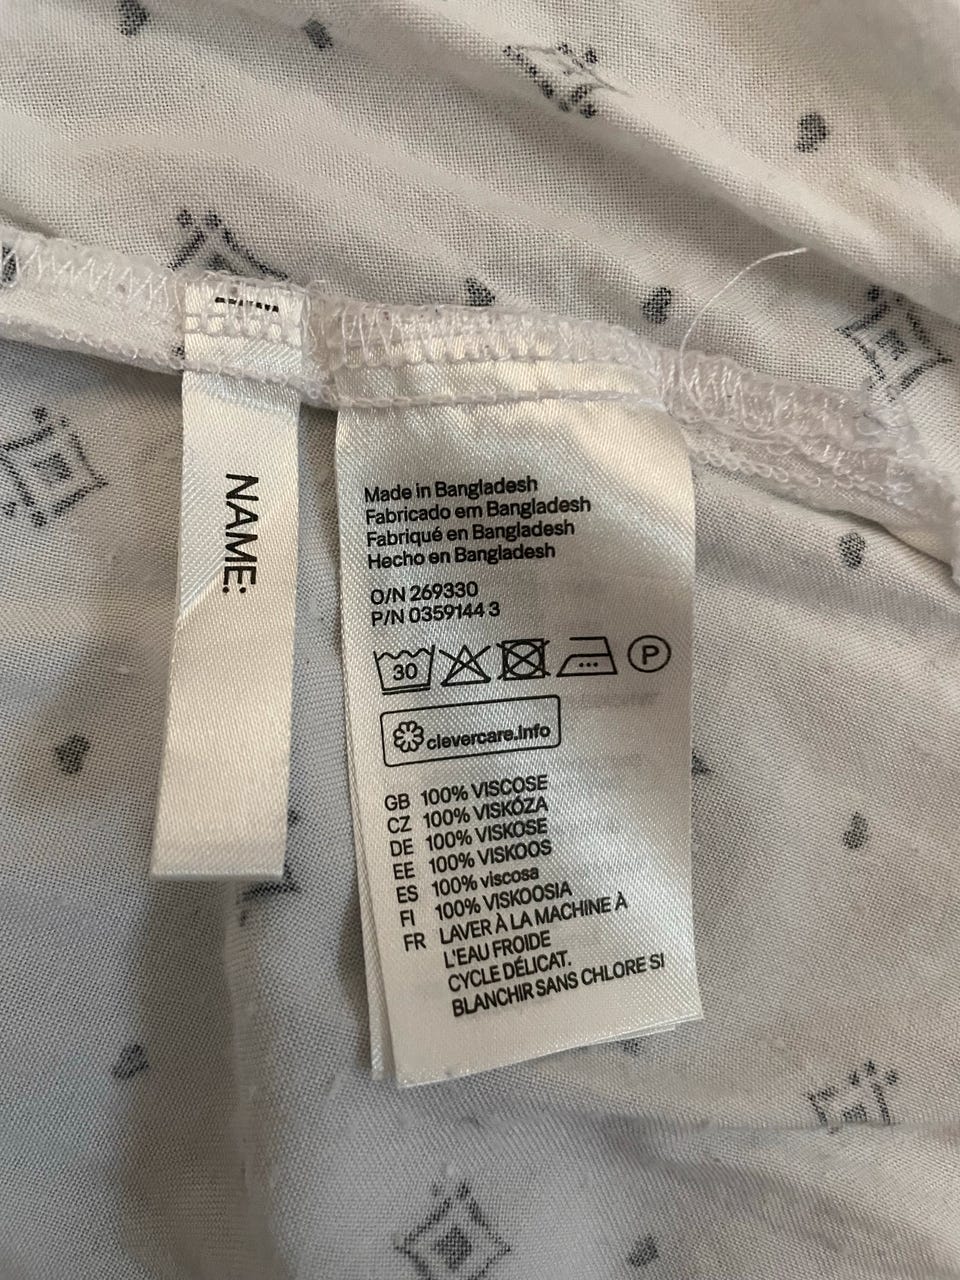 NAME:
Made in Bangladesh
Fabricado em Bangladesh
Fabriqué en Bangladesh
Hecho en Bangladesh
O/N 269330
P/N 0359144 3
30 P
clevercare.info
GB 100% VISCOSE
CZ 100% VISKÓZA
DE 100% VISKOSE
EE 100% VISKOOS
ES 100% viscosa
FI 100% VISKOOSIA
FR LAVER À LA MACHINE À
L'EAU FROIDE
CYCLE DÉLICAT.
BLANCHIR SANS CHLORE SI